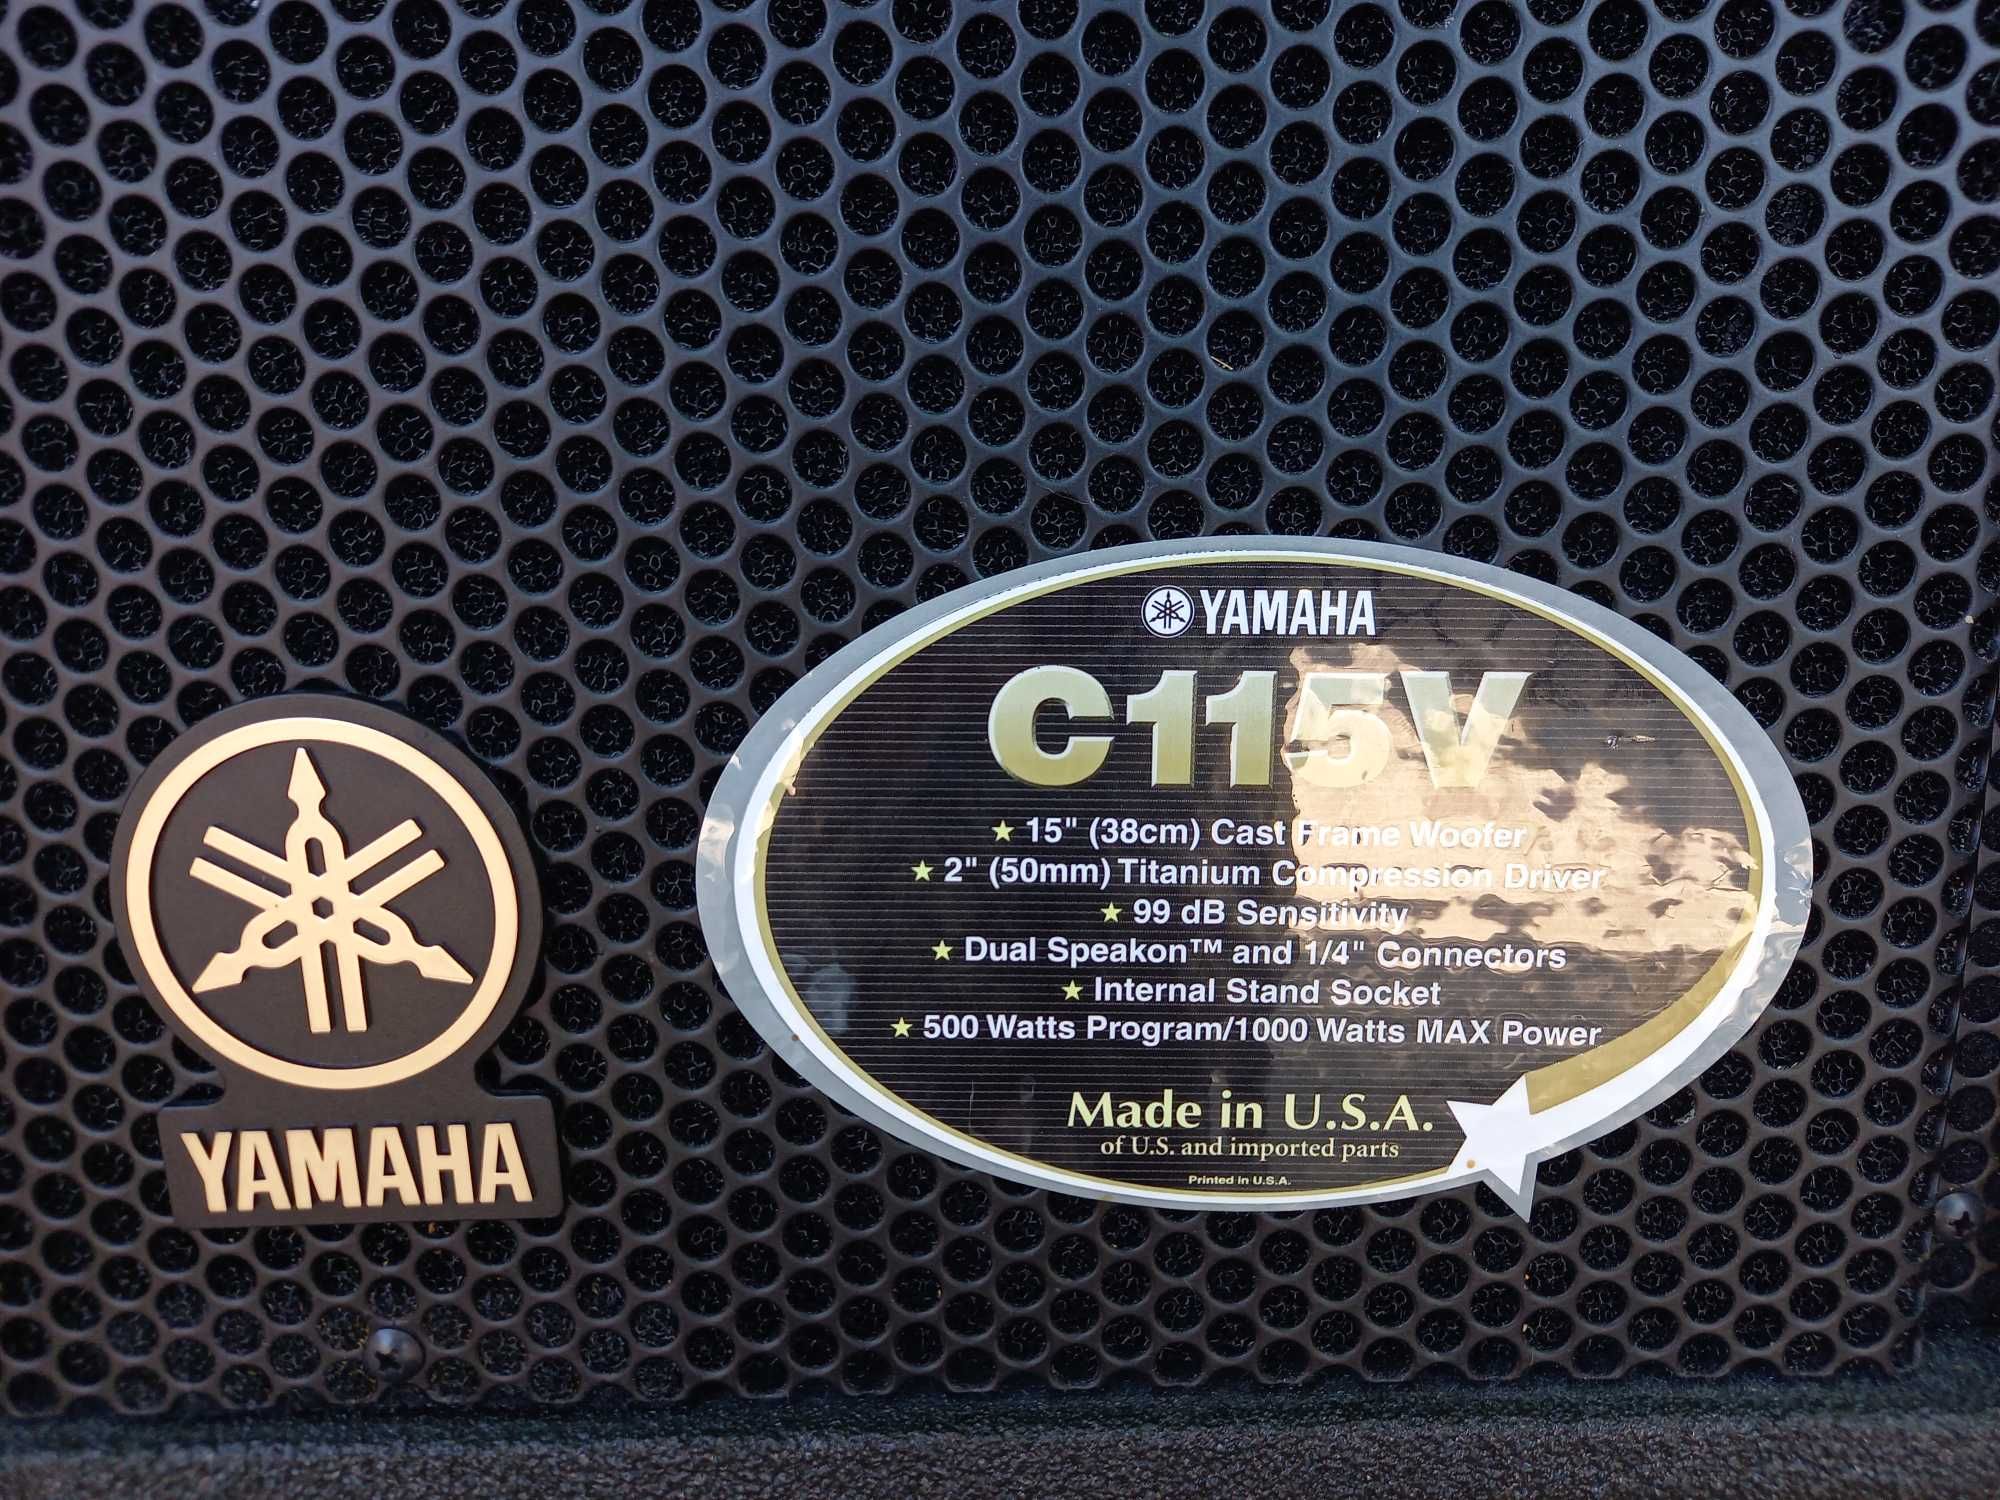 YAMAHA
YAMAHA
C115V
★ 15" (38cm) Cast Frame Woofer
★ 2" (50mm) Titanium Compression Driver
★ 99 dB Sensitivity
★ Dual Speakon™ and 1/4" Connectors
★ Internal Stand Socket
★ 500 Watts Program/1000 Watts MAX Power
Made in U.S.A.
of U.S. and imported parts
Printed in U.S.A.